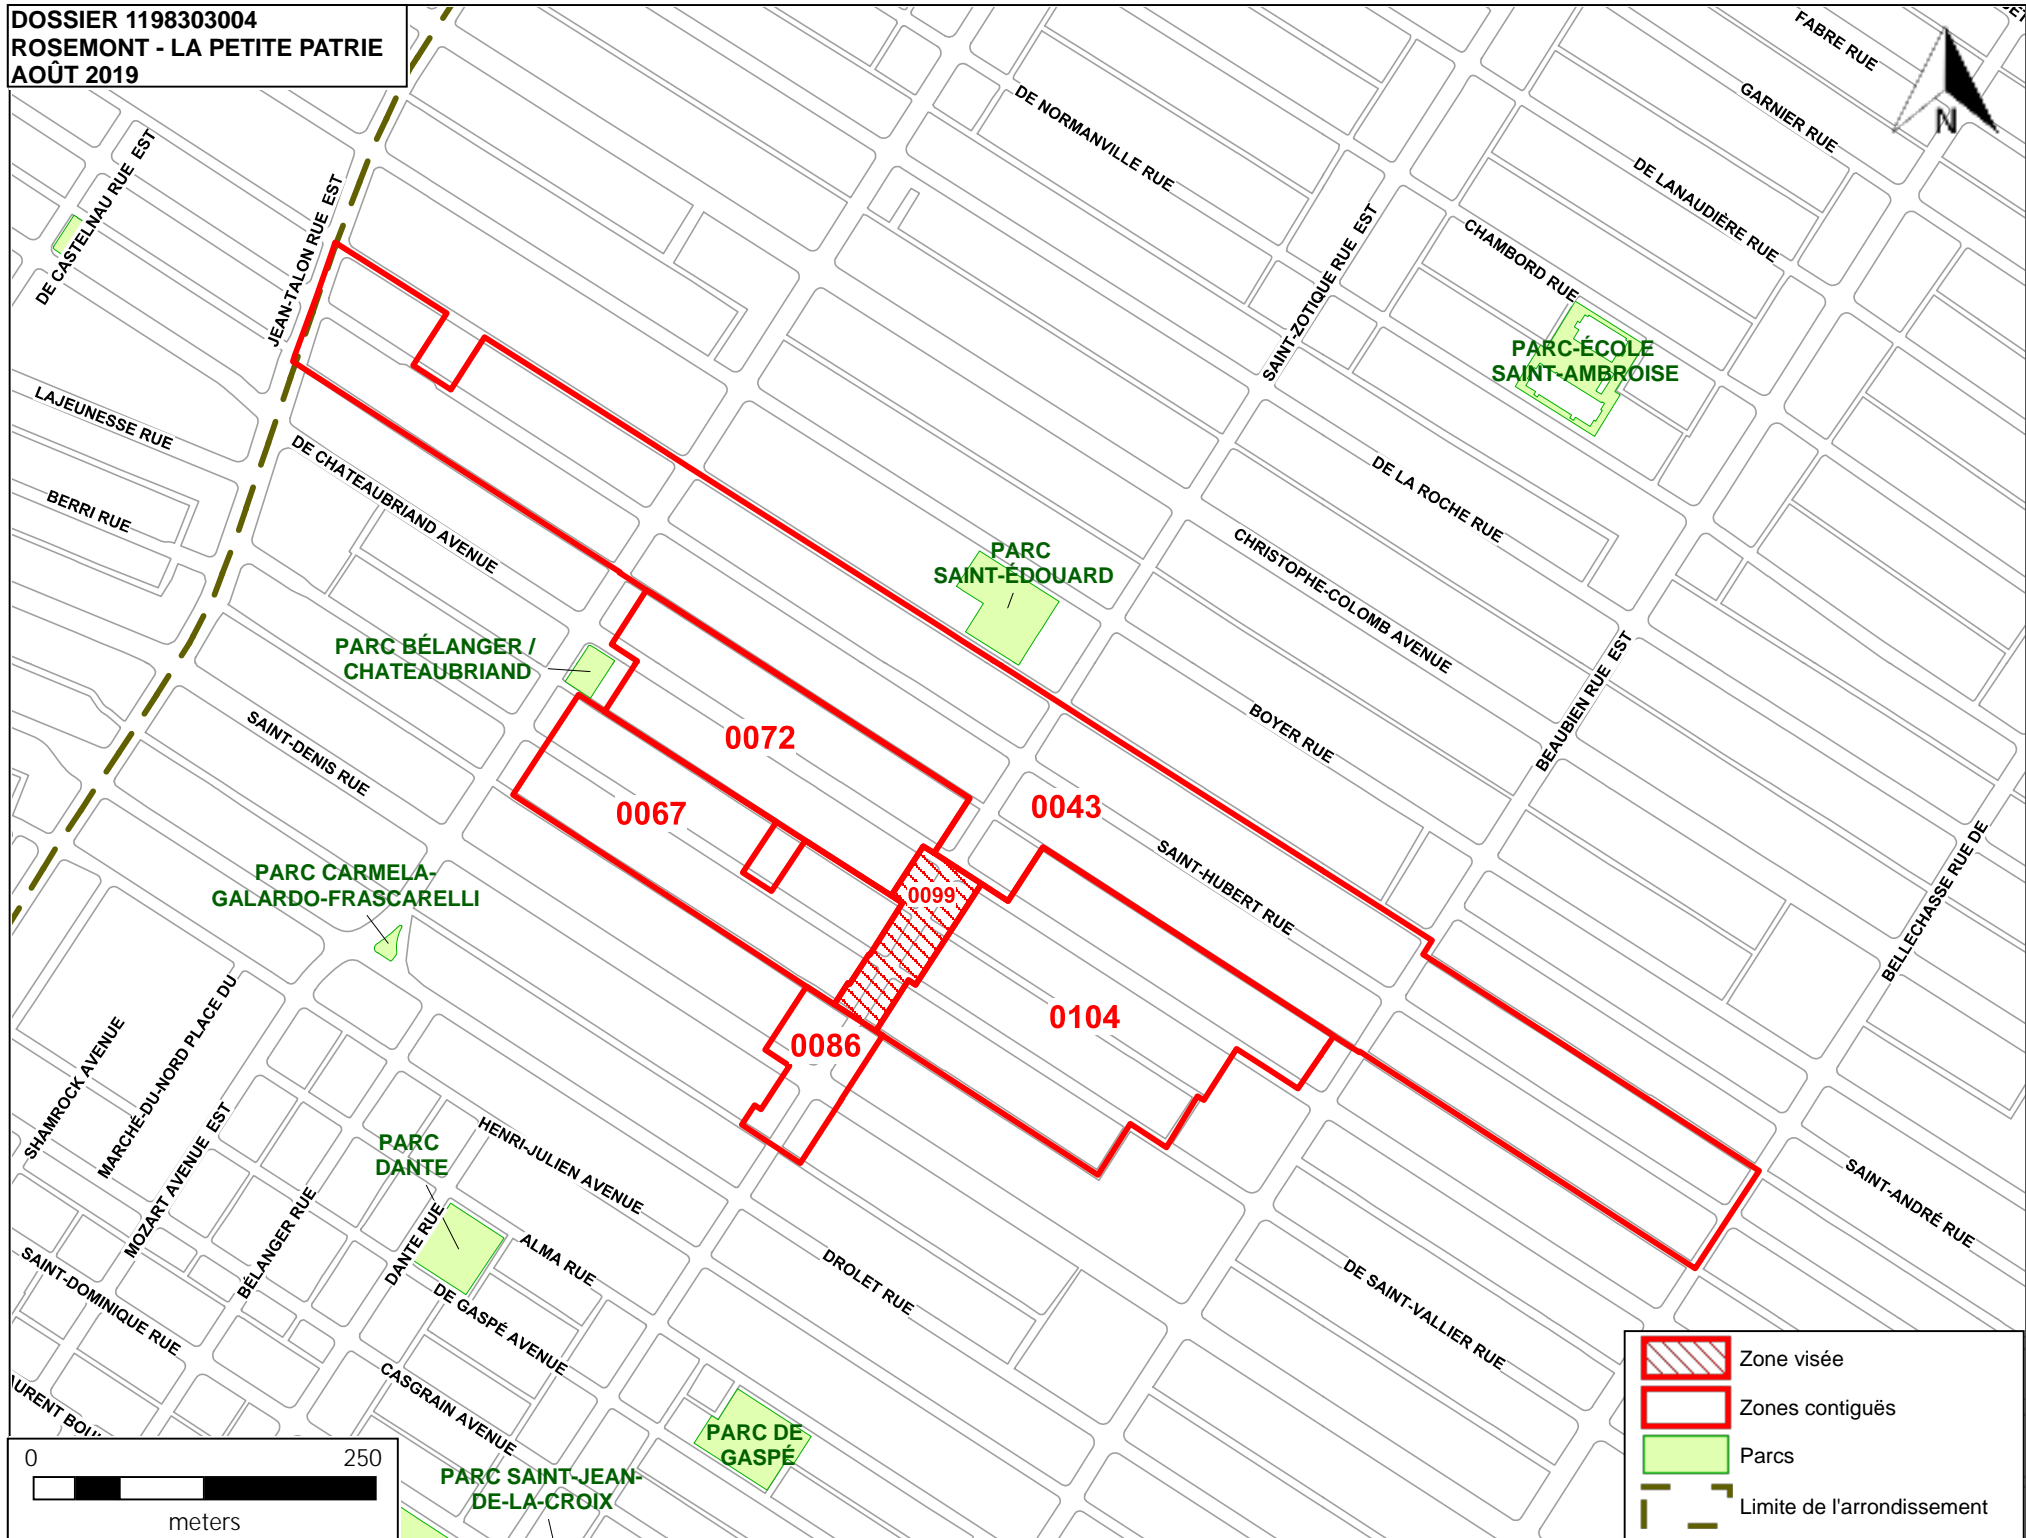 DOSSIER 1198303004
ROSEMONT - LA PETITE PATRIE
AOÛT 2019
FABRE RUE
GARNIER RUE
N
DE NORMANVILLE RUE
DE LANAUDIÈRE RUE
CHAMBORD RUE
DE CASTELNAU RUE EST
JEAN-TALON RUE EST
SAINT-ZOTIQUE RUE EST
PARC-ÉCOLE
SAINT-AMBROISE
LAJEUNESSE RUE
BERRI RUE
DE CHATEAUBRIAND AVENUE
DE LA ROCHE RUE
CHRISTOPHE-COLOMB AVENUE
PARC
SAINT-ÉDOUARD
PARC BÉLANGER /
CHATEAUBRIAND
BEAUBIEN RUE EST
SAINT-DENIS RUE
BOYER RUE
0072
0067
0043
SAINT-HUBERT RUE
BELLECHASSE RUE DE
PARC CARMELA-
GALARDO-FRASCARELLI
0099
0104
0086
SHAMROCK AVENUE
MARCHÉ-DU-NORD PLACE DU
MOZART AVENUE EST
PARC
DANTE
HENRI-JULIEN AVENUE
SAINT-ANDRÉ RUE
BÉLANGER RUE
DANTE RUE
ALMA RUE
DROLET RUE
DE SAINT-VALLIER RUE
SAINT-DOMINIQUE RUE
DE GASPÉ AVENUE
CASGRAIN AVENUE
PARC DE
GASPÉ
PARC SAINT-JEAN-
DE-LA-CROIX
0 250
meters
Zone visée
Zones contiguës
Parcs
Limite de l'arrondissement